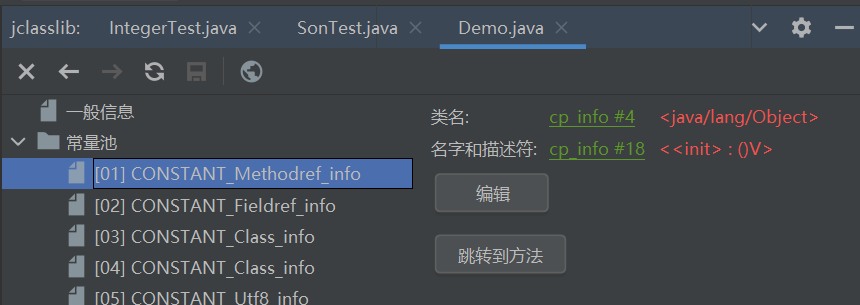 jclasslib: IntegerTest.java SonTest.java Demo.java
一般信息
常量池
[01] CONSTANT_Methodref_info
[02] CONSTANT_Fieldref_info
[03] CONSTANT_Class_info
[04] CONSTANT_Class_info
[05] CONSTANT_Utf8_info
类名: cp_info #4 <java/lang/Object>
名字和描述符: cp_info #18 <<init> : ()V>
编辑
跳转到方法